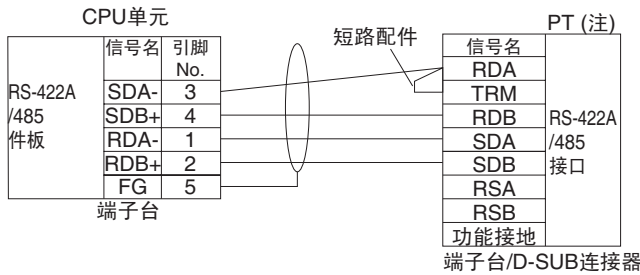 CPU单元
RS-422A
/485
件板
信号名 引脚
No.
SDA- 3
SDB+ 4
RDA- 1
RDB+ 2
FG 5
端子台
短路配件
PT (注)
信号名
RDA
TRM
RDB
SDA
SDB
RSA
RSB
功能接地
RS-422A
/485
接口
端子台/D-SUB连接器